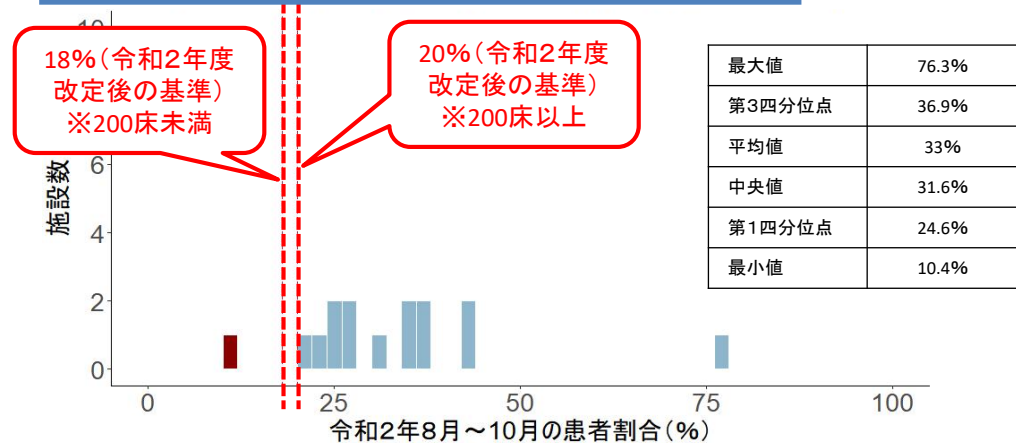 10
18%(令和2年度
改定後の基準)
※200床未満
20%(令和2年度
改定後の基準)
※200床以上
最大値 76.3%
第3四分位点 36.9%
平均値 33%
中央値 31.6%
第1四分位点 24.6%
最小値 10.4%
施設数
6
4
2
0
0 25 50 75 100
令和2年8月～10月の患者割合(%)